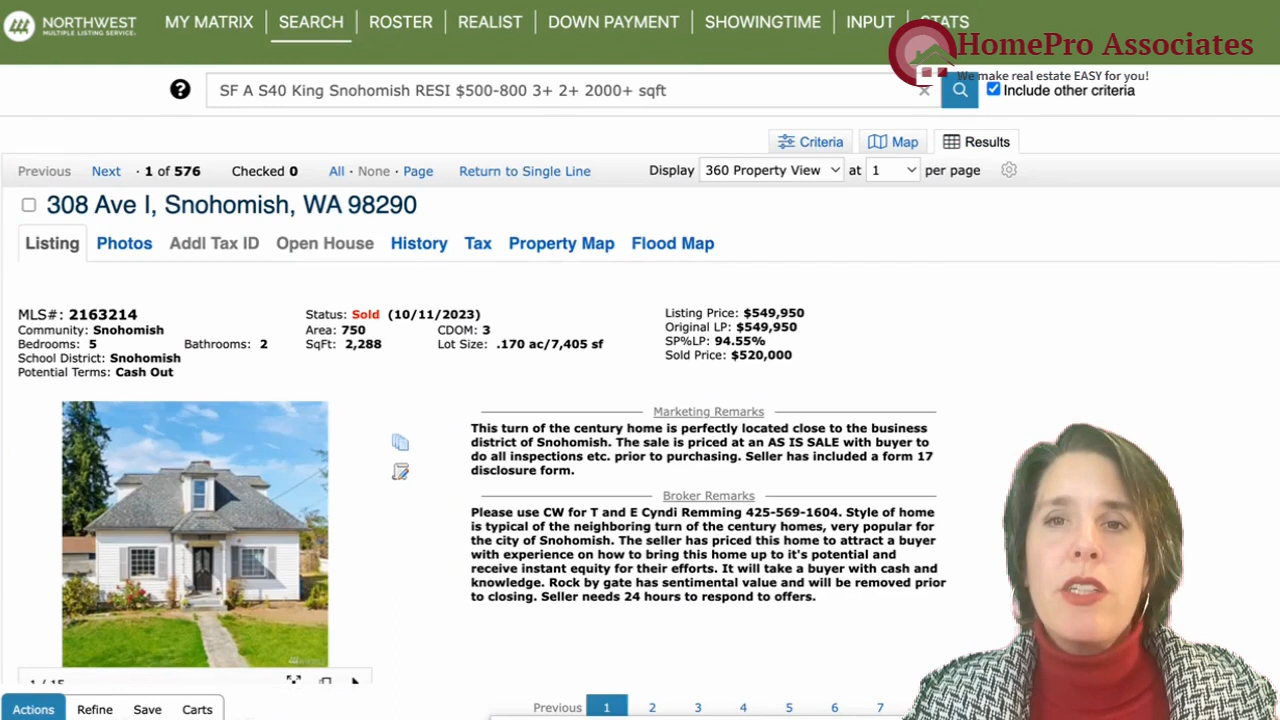 NORTHWEST
MULTIPLE LISTING SERVICE®
MY MATRIX
SEARCH
ROSTER
REALIST
DOWN PAYMENT
SHOWINGTIME
INPUT
STATS
HomePro Associates
We make real estate EASY for you!
? SF A S40 King Snohomish RESI $500-800 3+ 2+ 2000+ sqft ×
Include other criteria
Criteria
Map
Results
Previous Next · 1 of 576 Checked 0 All · None · Page Return to Single Line Display 360 Property View at 1 per page
308 Ave I, Snohomish, WA 98290
Listing Photos Addl Tax ID Open House History Tax Property Map Flood Map
MLS#: 2163214
Community: Snohomish
Bedrooms: 5 Bathrooms: 2
School District: Snohomish
Potential Terms: Cash Out
Status: Sold (10/11/2023)
Area: 750 CDOM: 3
SqFt: 2,288 Lot Size: .170 ac/7,405 sf
Listing Price: $549,950
Original LP: $549,950
SP%LP: 94.55%
Sold Price: $520,000
Marketing Remarks
This turn of the century home is perfectly located close to the business
district of Snohomish. The sale is priced at an AS IS SALE with buyer to
do all inspections etc. prior to purchasing. Seller has included a form 17
disclosure form.
Broker Remarks
Please use CW for T and E Cyndi Remming 425-569-1604. Style of home
is typical of the neighboring turn of the century homes, very popular for
the city of Snohomish. The seller has priced this home to attract a buyer
with experience on how to bring this home up to it's potential and
receive instant equity for their efforts. It will take a buyer with cash and
knowledge. Rock by gate has sentimental value and will be removed prior
to closing. Seller needs 24 hours to respond to offers.
1 / 15
Actions Refine Save Carts
Previous 1 2 3 4 5 6 7